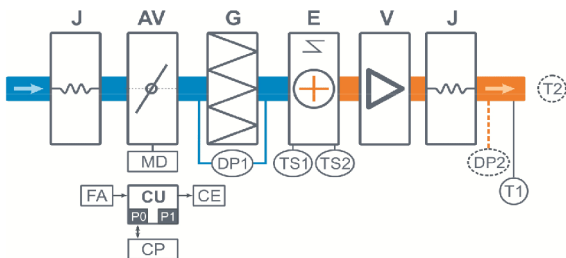 J AV G E V J
T2
MD DP1 TS1 TS2 DP2
T1
FA CU CE
P0 P1
CP